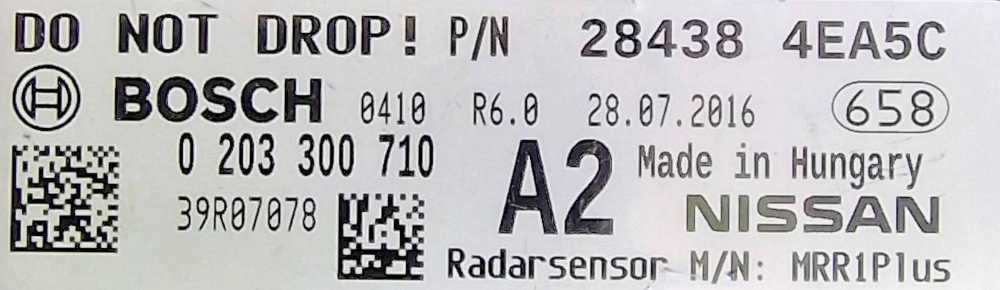 DO NOT DROP! P/N 28438 4EA5C
BOSCH 0410 R6.0 28.07.2016 658
0 203 300 710 A2 Made in Hungary
39R07078 NISSAN
Radarsensor M/N: MRR1Plus